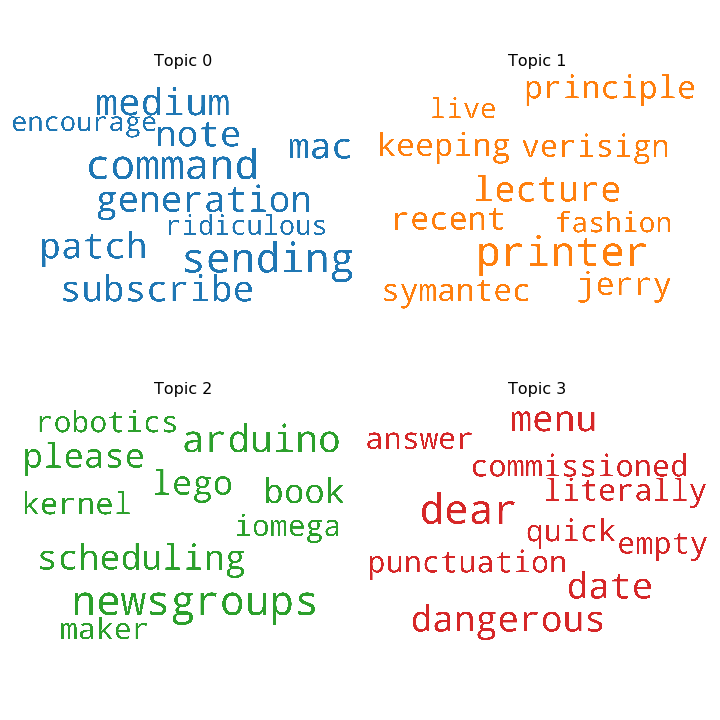 Topic 0
medium
encourage
note
mac
command
generation
ridiculous
patch
sending
subscribe
Topic 1
principle
live
keeping verisign
lecture
recent
fashion
printer
symantec
jerry
Topic 2
robotics
arduino
please
lego
book
kernel
iomega
scheduling
newsgroups
maker
Topic 3
menu
answer
commissioned
literally
dear
quick
empty
punctuation
date
dangerous